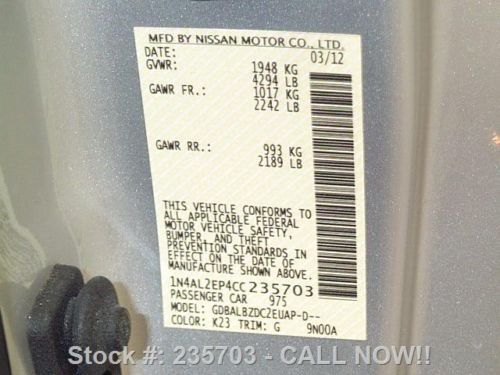 MFD BY NISSAN MOTOR CO., LTD.
DATE: 03/12
GVWR: 1948 KG
4294 LB
GAWR FR.: 1017 KG
2242 LB
GAWR RR.: 993 KG
2189 LB
THIS VEHICLE CONFORMS TO
ALL APPLICABLE FEDERAL
MOTOR VEHICLE SAFETY,
BUMPER, AND THEFT
PREVENTION STANDARDS IN
EFFECT ON THE DATE OF
MANUFACTURE SHOWN ABOVE.
1N4AL2EP4CC235703
PASSENGER CAR 975
MODEL: GDBALBZDC2EUAP-D--
COLOR: K23 TRIM: G 9N00A
Stock #: 235703 - CALL NOW!!